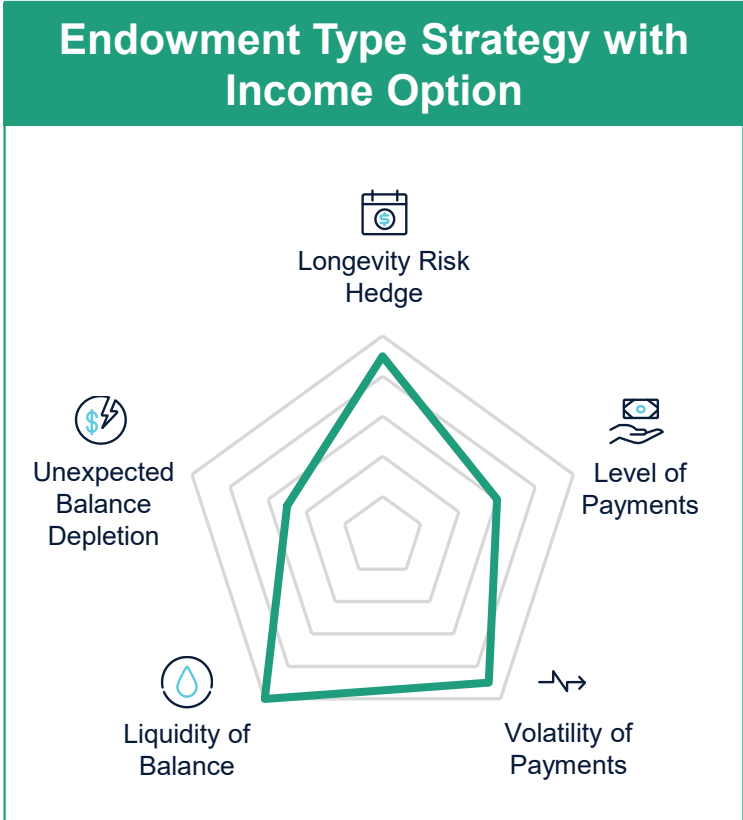 Endowment Type Strategy with
Income Option
Longevity Risk
Hedge
Level of
Payments
Volatility of
Payments
Liquidity of
Balance
Unexpected
Balance
Depletion